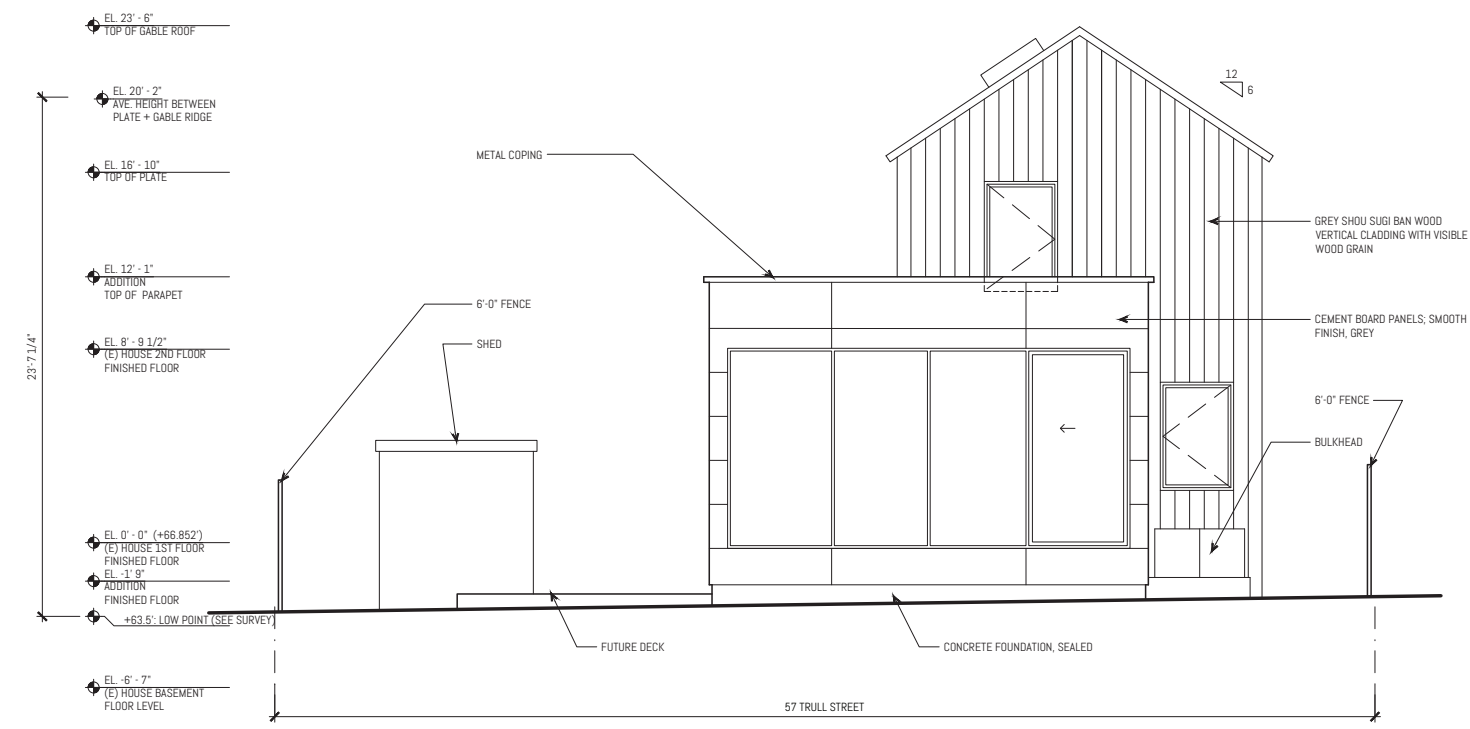 EL. 23' - 6"
TOP OF GABLE ROOF
EL. 20' - 2"
AVE. HEIGHT BETWEEN
PLATE + GABLE RIDGE
EL. 16' - 10"
TOP OF PLATE
EL. 12' - 1"
ADDITION
TOP OF PARAPET
EL. 8' - 9 1/2"
(E) HOUSE 2ND FLOOR
FINISHED FLOOR
23'-7 1/4"
EL. 0' - 0" (+66.852')
(E) HOUSE 1ST FLOOR
FINISHED FLOOR
EL. -1' 9"
ADDITION
FINISHED FLOOR
+63.5': LOW POINT (SEE SURVEY)
EL. -6' - 7"
(E) HOUSE BASEMENT
FLOOR LEVEL
METAL COPING
6'-0" FENCE
SHED
12
6
GREY SHOU SUGI BAN WOOD
VERTICAL CLADDING WITH VISIBLE
WOOD GRAIN
CEMENT BOARD PANELS; SMOOTH
FINISH, GREY
6'-0" FENCE
BULKHEAD
FUTURE DECK
CONCRETE FOUNDATION, SEALED
57 TRULL STREET